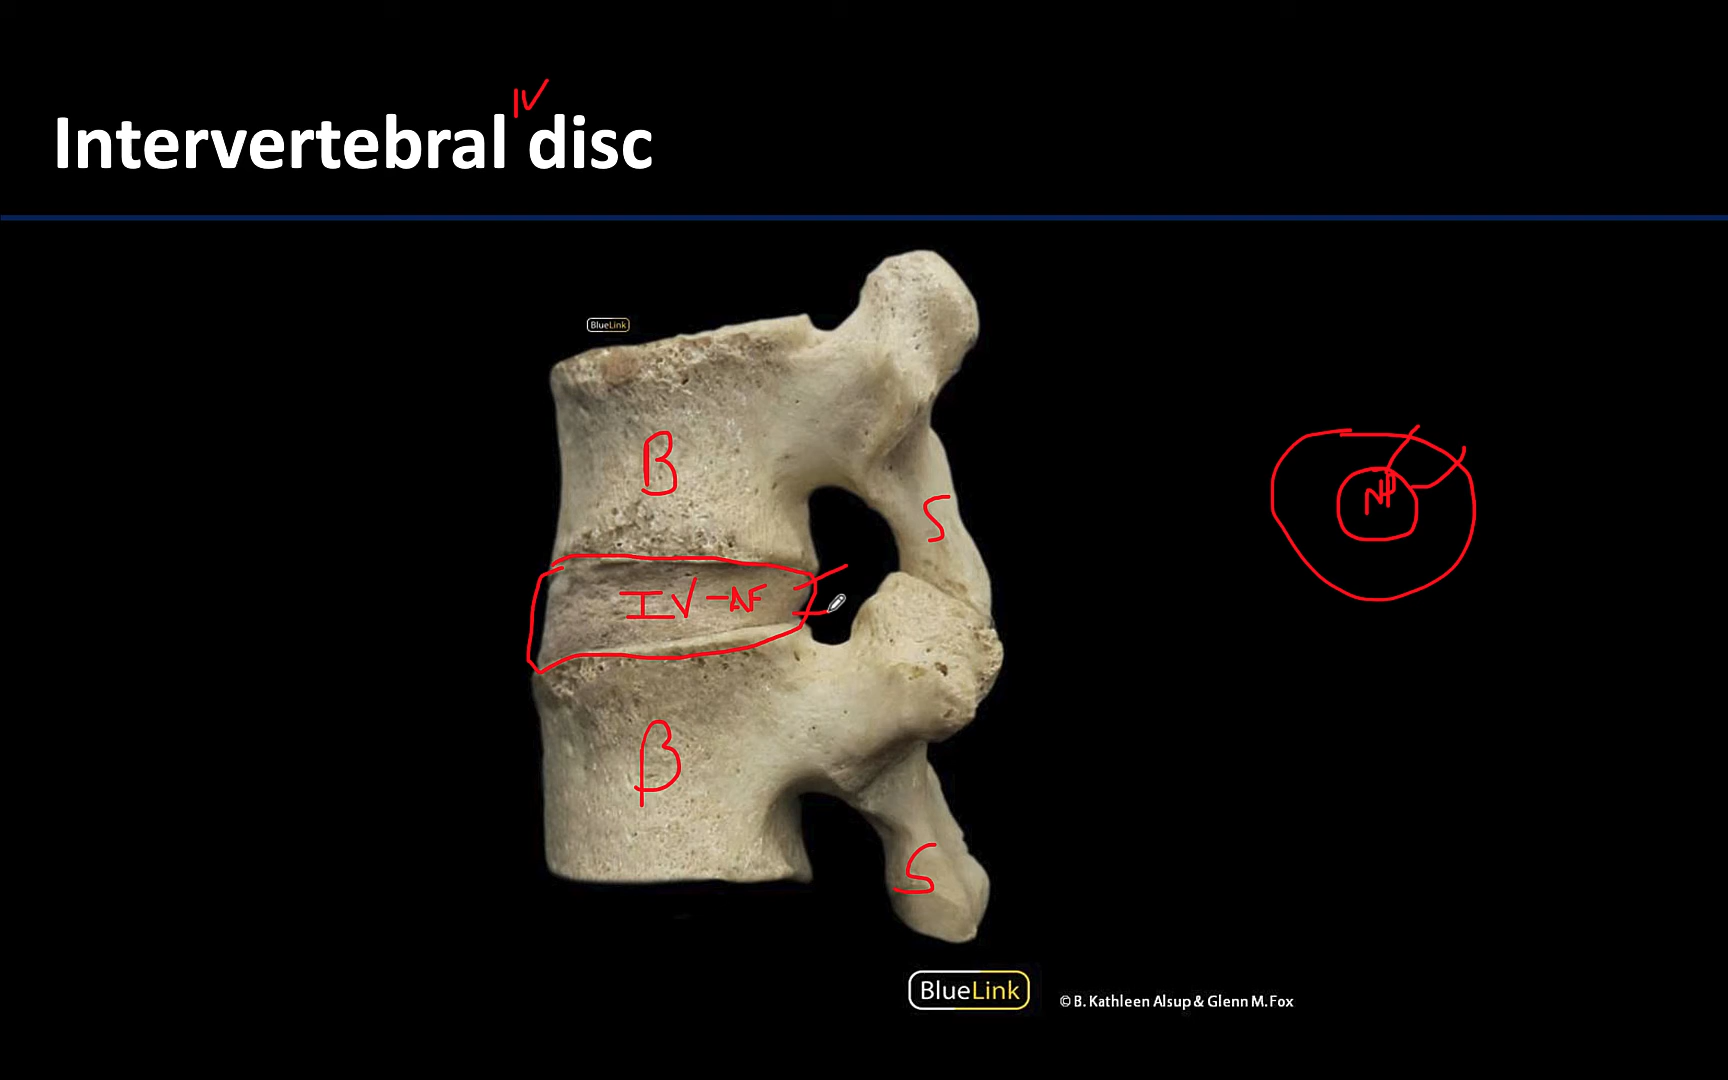 IV
Intervertebral disc
BlueLink
B
S
IV-AF
NP
B
S
BlueLink
© B. Kathleen Alsup & Glenn M. Fox